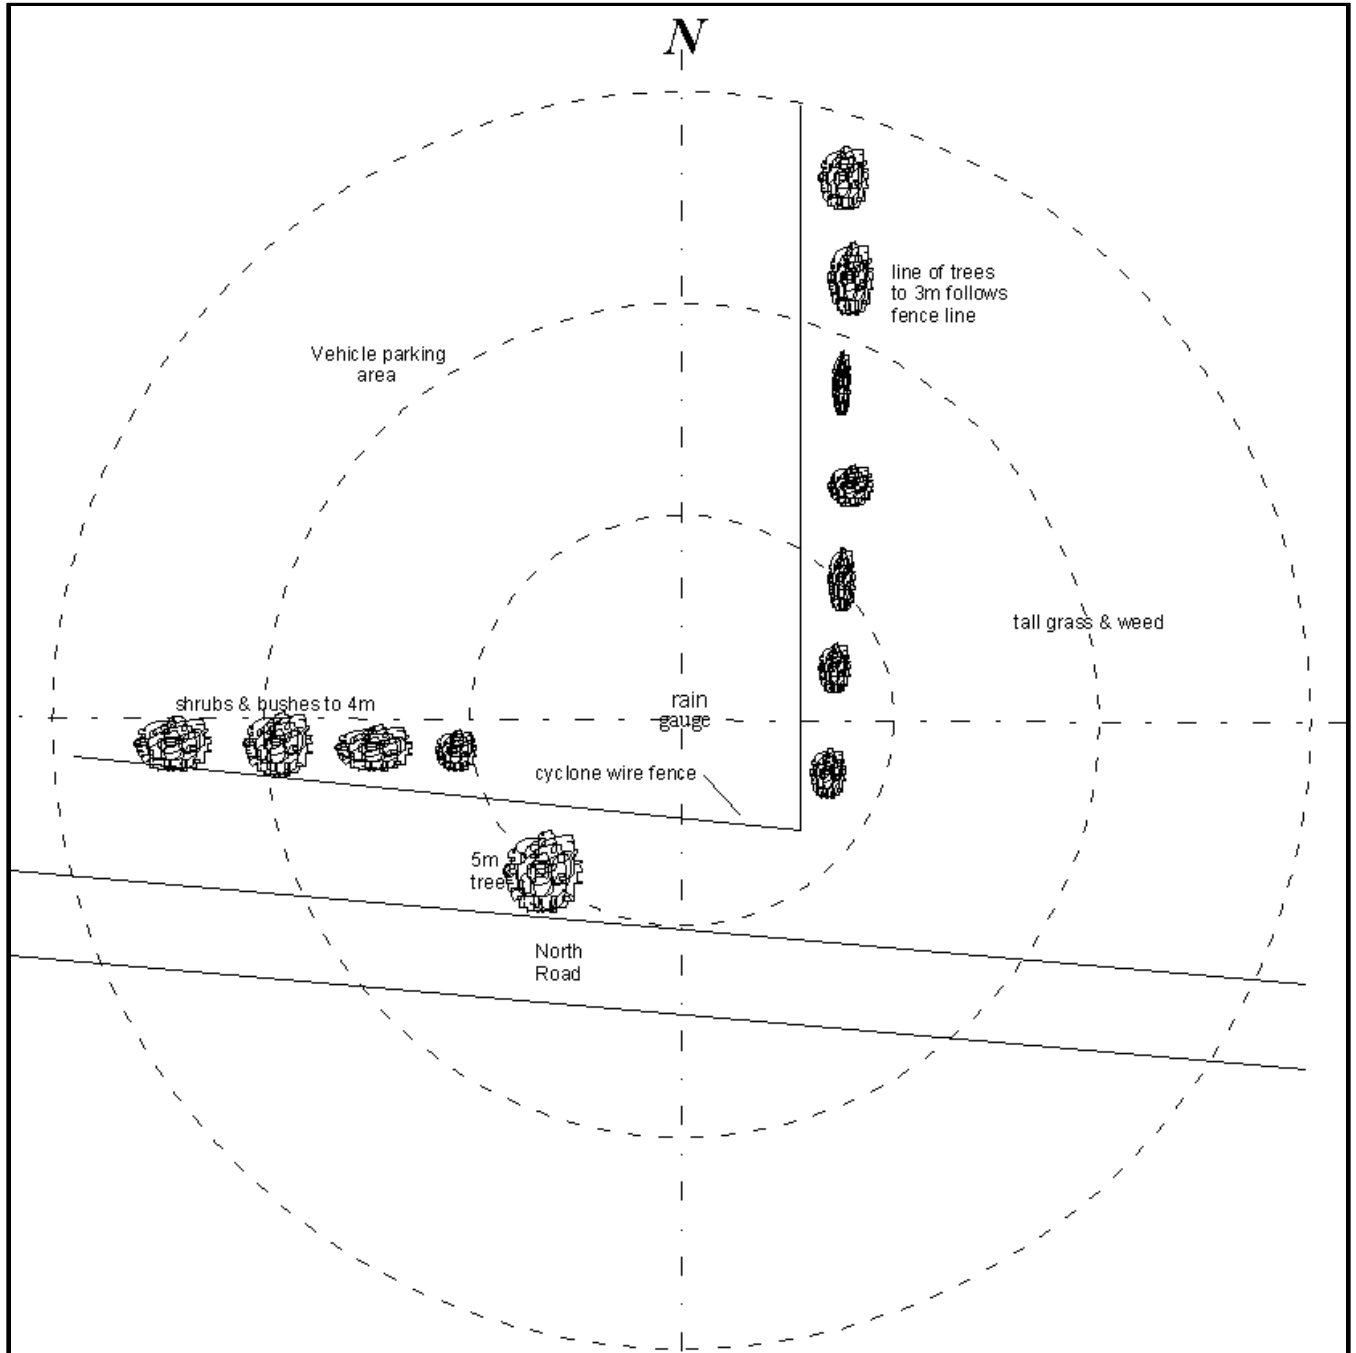 N
line of trees
to 3m follows
fence line
Vehicle parking
area
tall grass & weed
shrubs & bushes to 4m
rain
gauge
cyclone wire fence
5m
tree
North
Road